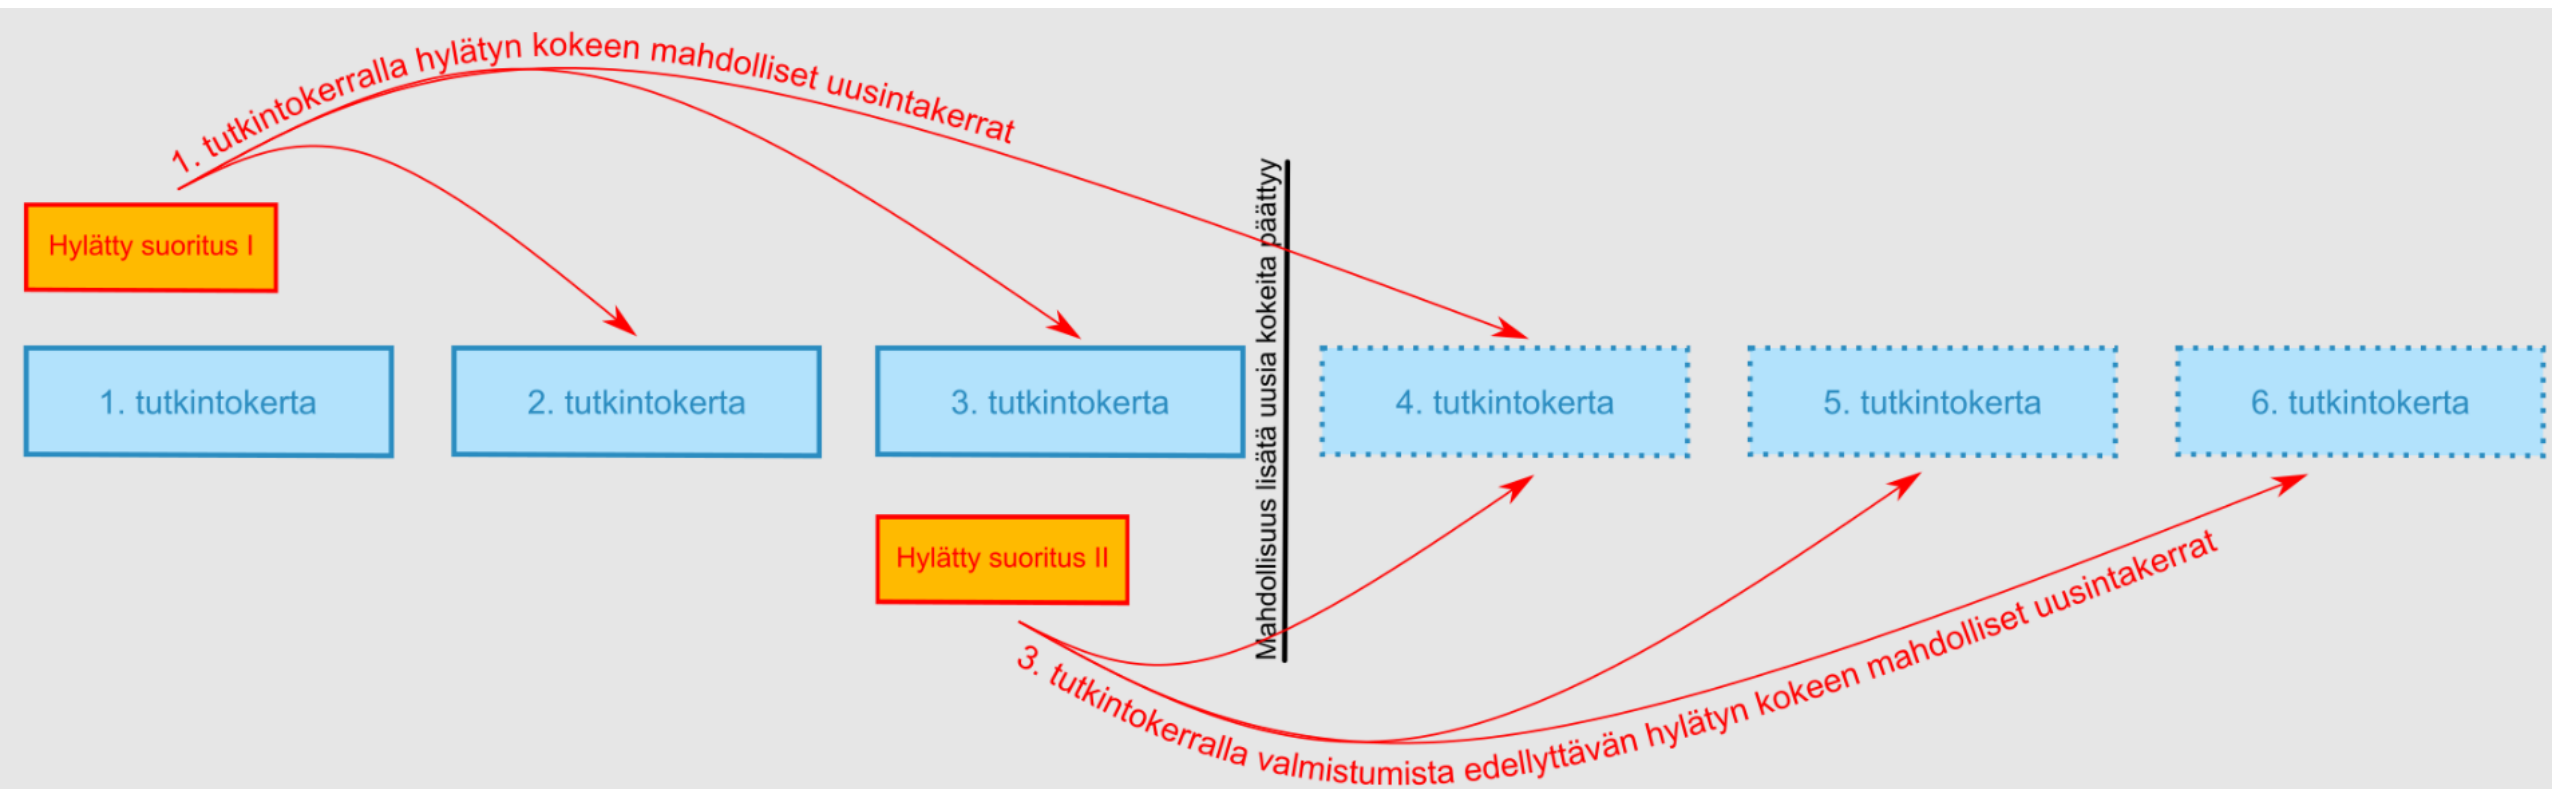 1. tutkintokerralla hylätyn kokeen mahdolliset uusintakerrat
Hylätty suoritus I
Mahdollisuus lisätä uusia kokeita päättyy
1. tutkintokerta
2. tutkintokerta
3. tutkintokerta
4. tutkintokerta
5. tutkintokerta
6. tutkintokerta
Hylätty suoritus II
3. tutkintokerralla valmistumista edellyttävän hylätyn kokeen mahdolliset uusintakerrat